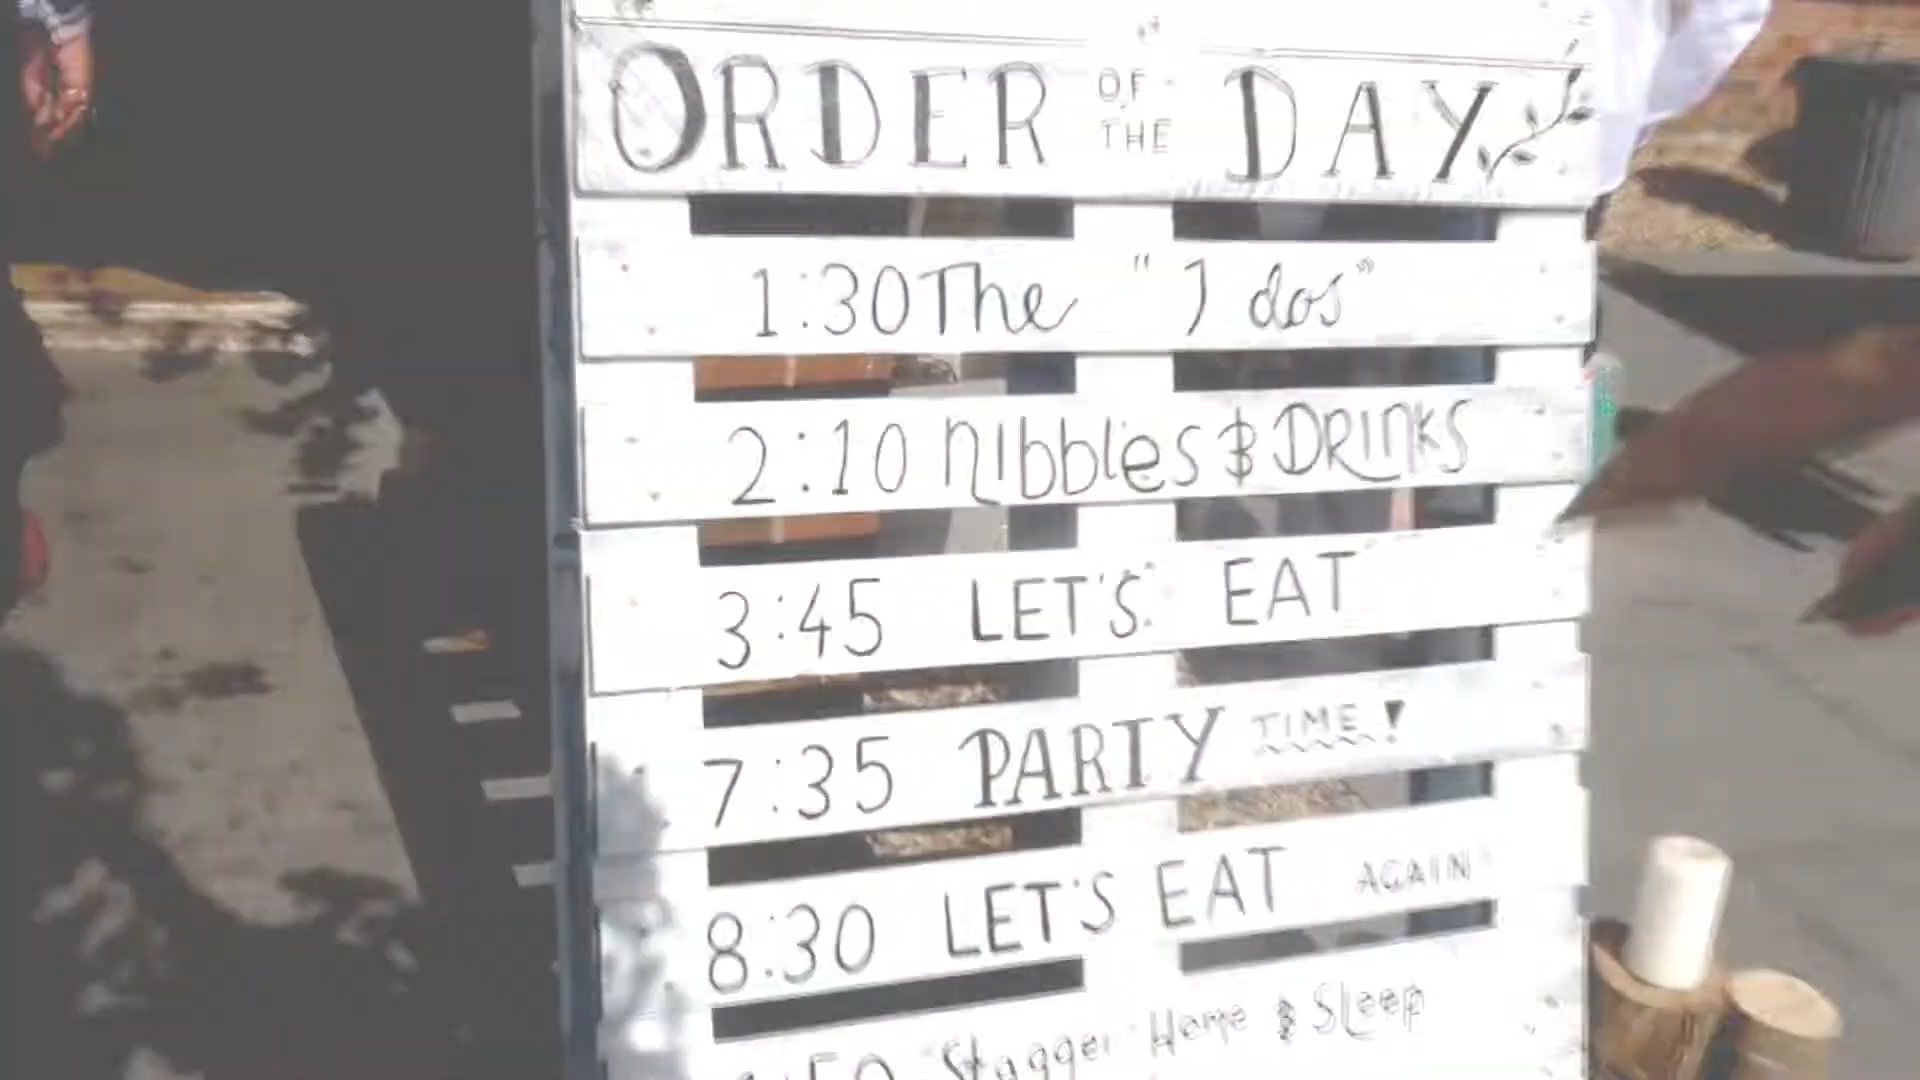 ORDER OF THE DAY
1:30 The "I dos"
2:10 nibbles & DRINKS
3:45 LET'S EAT
7:35 PARTY TIME!
8:30 LET'S EAT AGAIN!
Stagger Home & Sleep